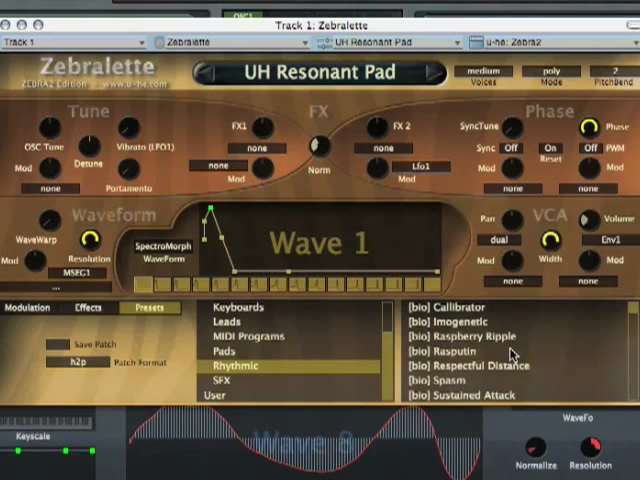 OSC1
Track 1: Zebralette
Track 1
Zebralette
UH Resonant Pad
u-he: Zebra2
Zebralette
ZEBRA2 Edition www.u-he.com
UH Resonant Pad
medium
poly
2
Voices
Mode
PitchBend
Tune
FX
Phase
OSC Tune
Vibrato (LFO1)
FX1
FX 2
SyncTune
Phase
Detune
none
none
Sync
Off
On
Off
PWM
Reset
Mod
none
Lfo1
Norm
Mod
Mod
Mod
Mod
none
Portamento
none
none
Waveform
VCA
WaveWarp
Resolution
SpectroMorph
WaveForm
Wave 1
Pan
dual
Width
Volume
Env1
Mod
MSEG1
...
Mod
Mod
none
none
Modulation
Effects
Presets
Save Patch
h2p
Patch Format
Keyboards
Leads
MIDI Programs
Pads
Rhythmic
SFX
User
[bio] Callibrator
[bio] Imogenetic
[bio] Raspberry Ripple
[bio] Rasputin
[bio] Respectful Distance
[bio] Spasm
[bio] Sustained Attack
Keyscale
Wave 8
WaveFo
Normalize
Resolution